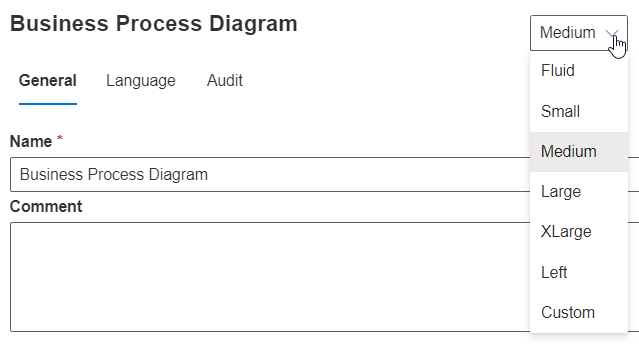 Business Process Diagram
Medium
General Language Audit
Name *
Business Process Diagram
Comment
Fluid
Small
Medium
Large
XLarge
Left
Custom